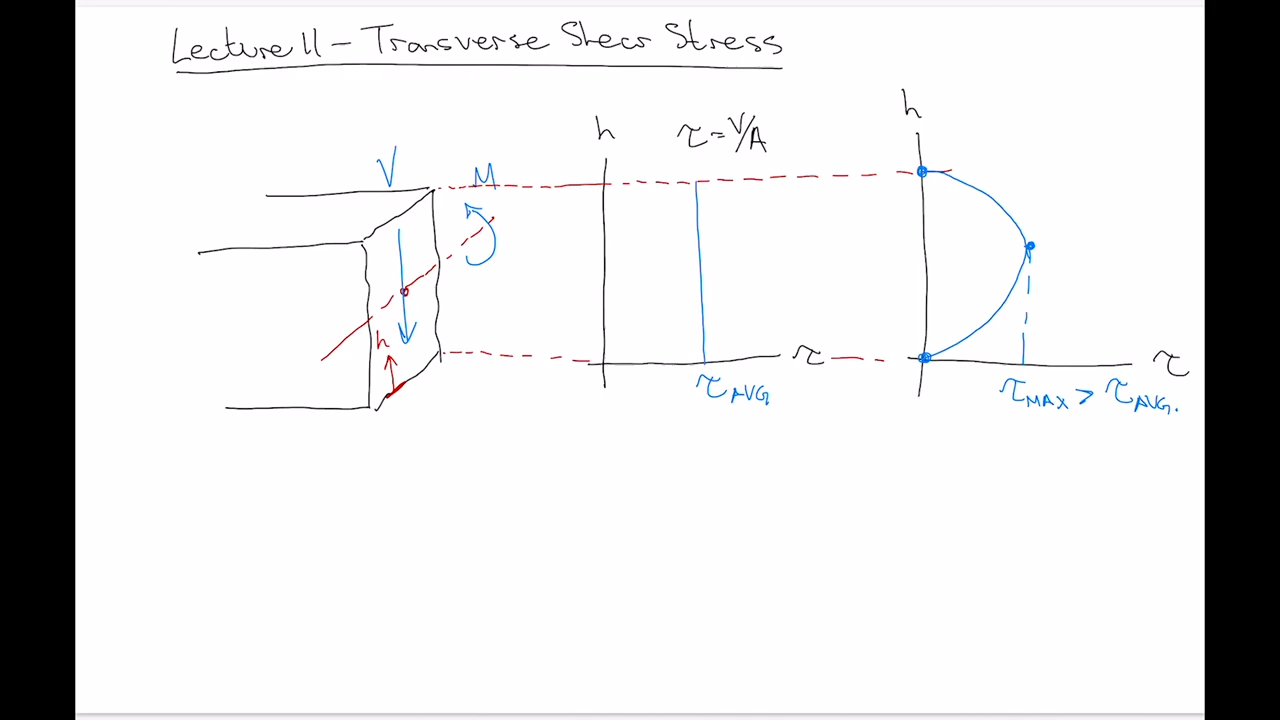 Lecture 11 - Transverse Shear Stress
V
M
h
h
τ = V/A
τ
τAVG
h
τ
τMAX > τAVG.